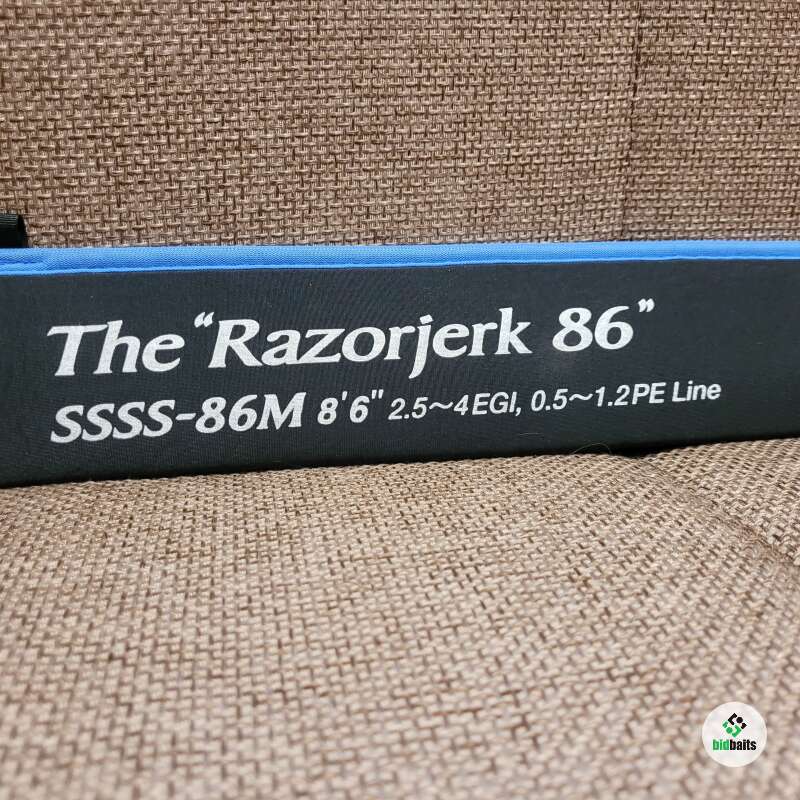 The “Razorjerk 86”
SSSS-86M 8'6" 2.5～4EGI, 0.5～1.2PE Line
bidbaits